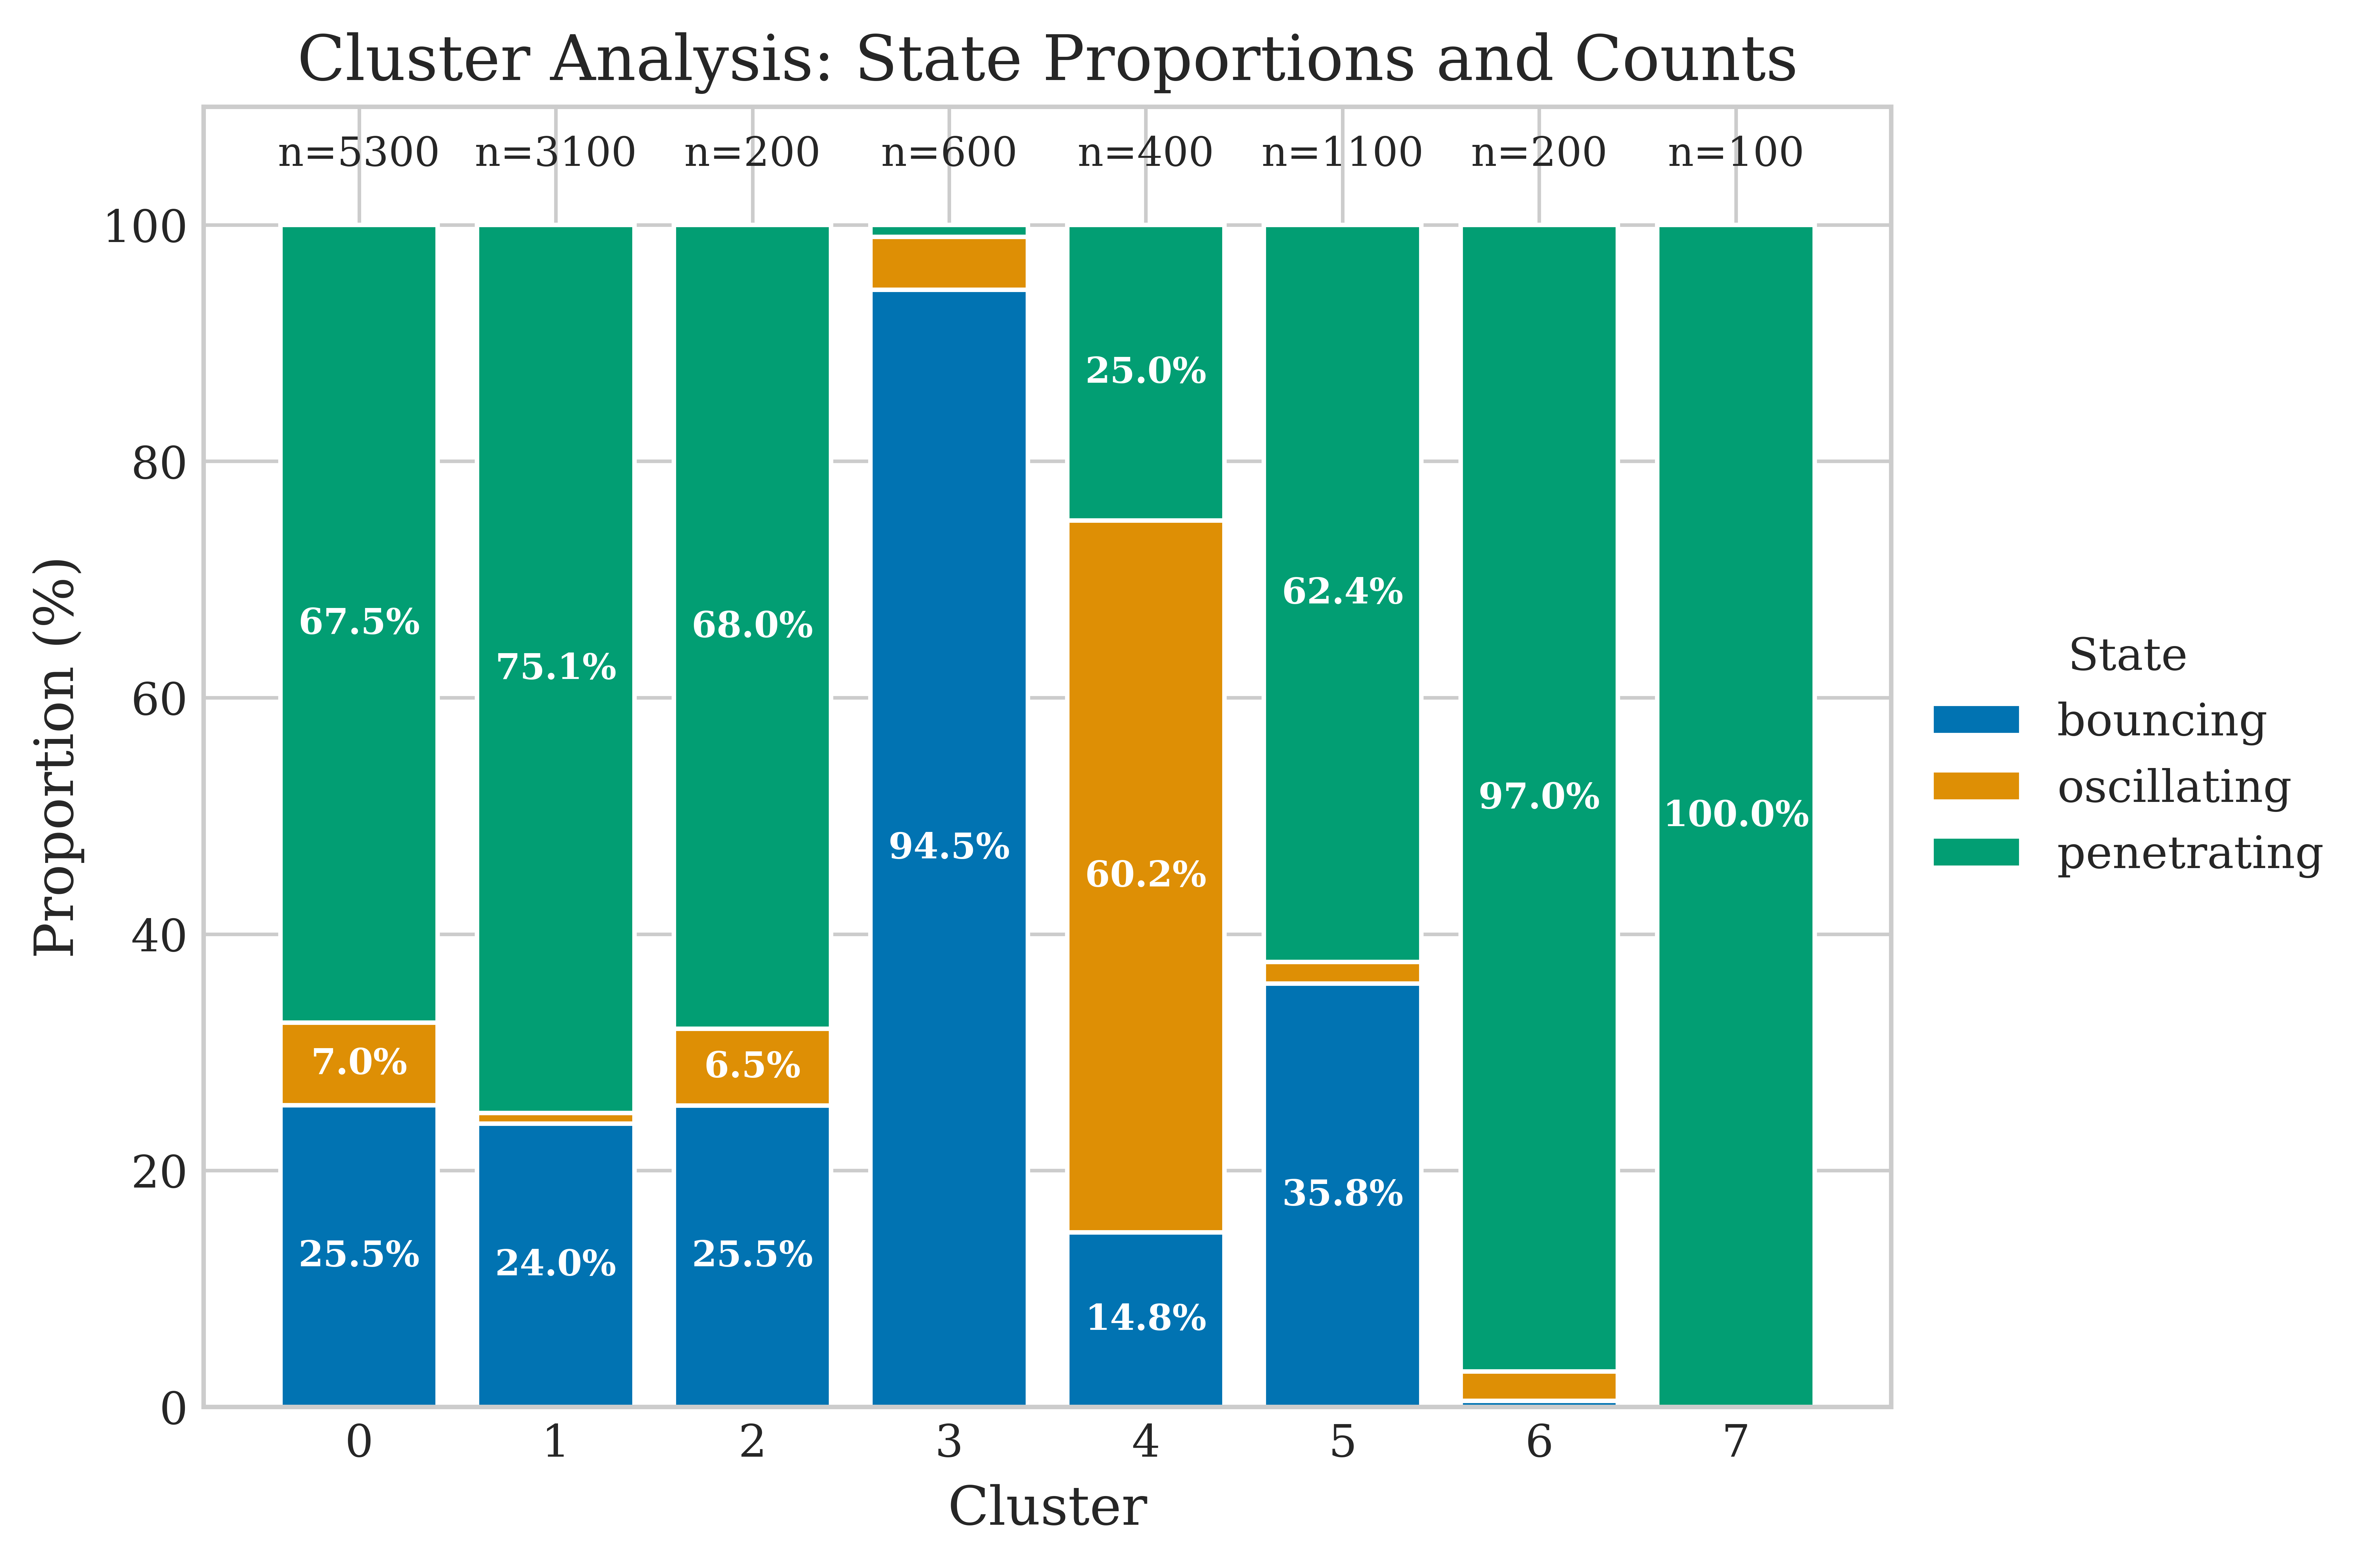 Cluster Analysis: State Proportions and Counts
n=5300 n=3100 n=200 n=600 n=400 n=1100 n=200 n=100
100
80
60
40
20
0
Proportion (%)
67.5%
7.0%
25.5%
75.1%
24.0%
68.0%
6.5%
25.5%
94.5%
25.0%
60.2%
14.8%
62.4%
35.8%
97.0%
100.0%
0 1 2 3 4 5 6 7
Cluster
State
bouncing
oscillating
penetrating